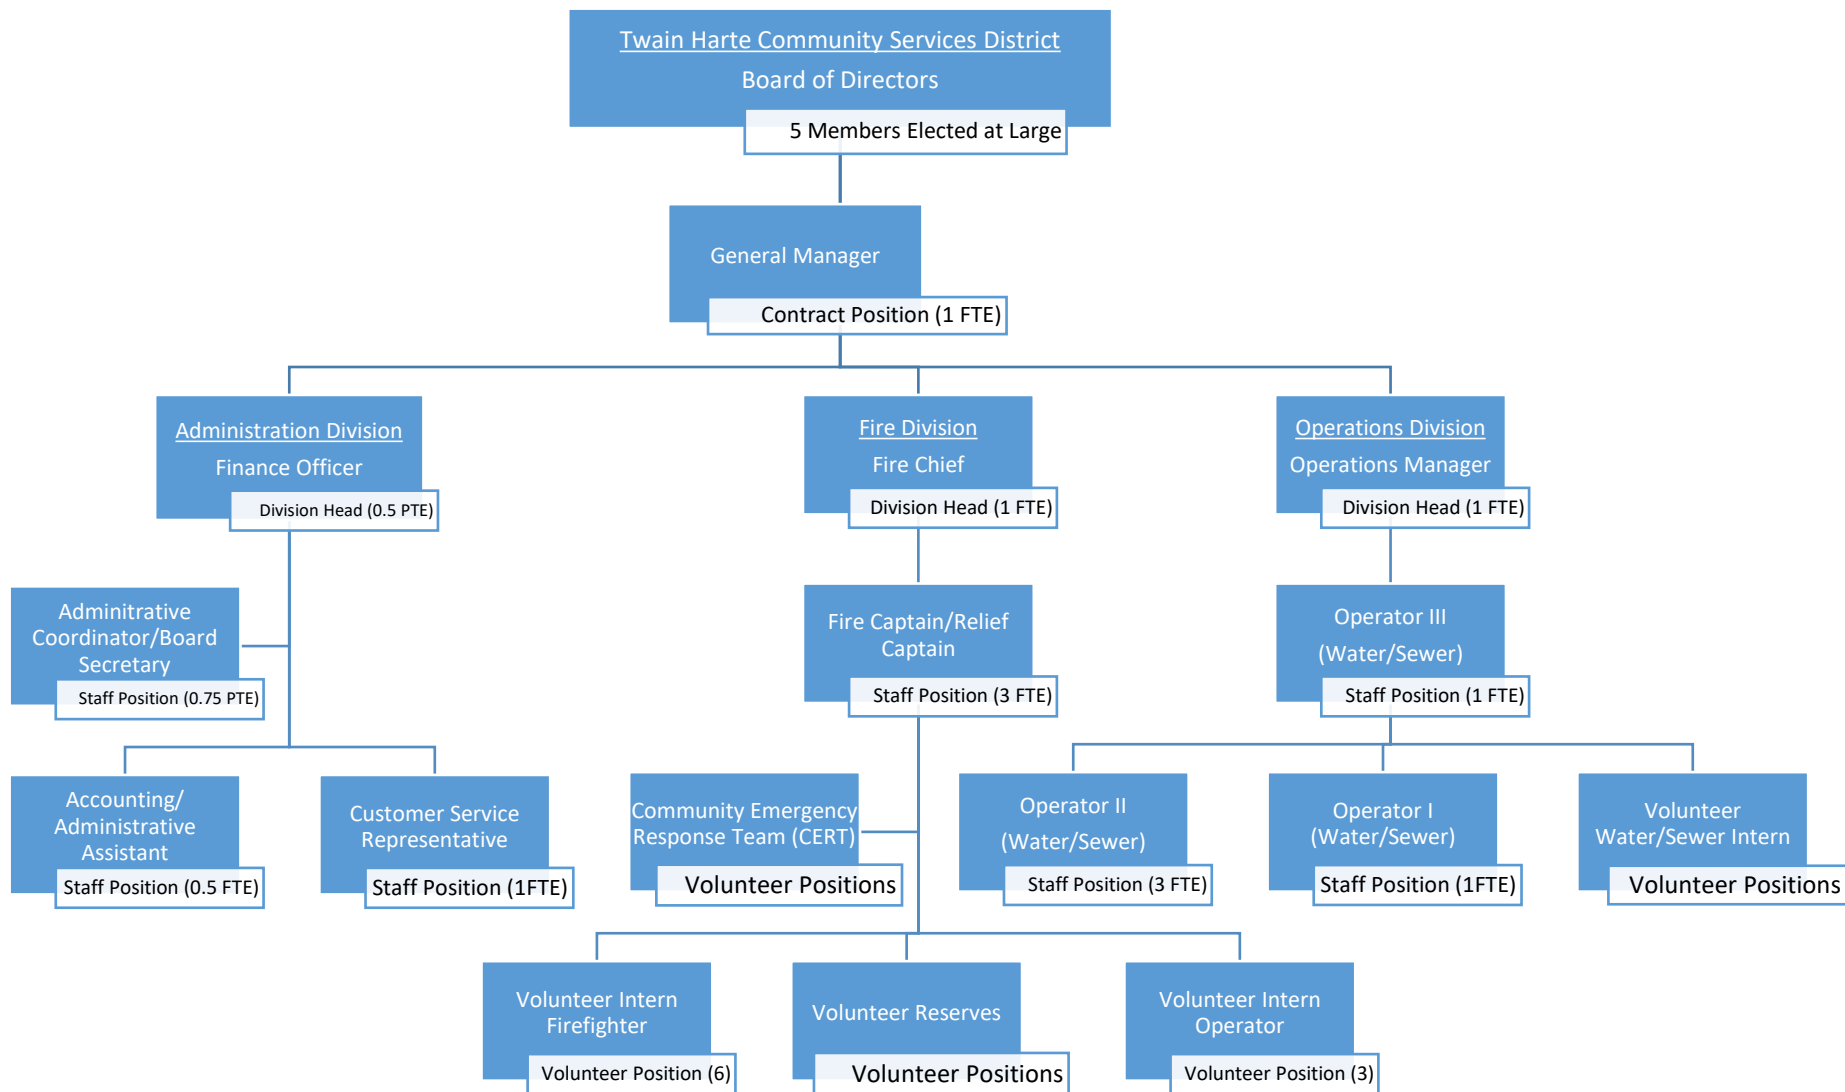 Twain Harte Community Services District
Board of Directors
5 Members Elected at Large
General Manager
Contract Position (1 FTE)
Administration Division
Finance Officer
Division Head (0.5 PTE)
Fire Division
Fire Chief
Division Head (1 FTE)
Operations Division
Operations Manager
Division Head (1 FTE)
Adminitrative
Coordinator/Board
Secretary
Staff Position (0.75 PTE)
Fire Captain/Relief
Captain
Staff Position (3 FTE)
Operator III
(Water/Sewer)
Staff Position (1 FTE)
Accounting/
Administrative
Assistant
Staff Position (0.5 FTE)
Customer Service
Representative
Staff Position (1FTE)
Community Emergency
Response Team (CERT)
Volunteer Positions
Operator II
(Water/Sewer)
Staff Position (3 FTE)
Operator I
(Water/Sewer)
Staff Position (1FTE)
Volunteer
Water/Sewer Intern
Volunteer Positions
Volunteer Intern
Firefighter
Volunteer Position (6)
Volunteer Reserves
Volunteer Positions
Volunteer Intern
Operator
Volunteer Position (3)